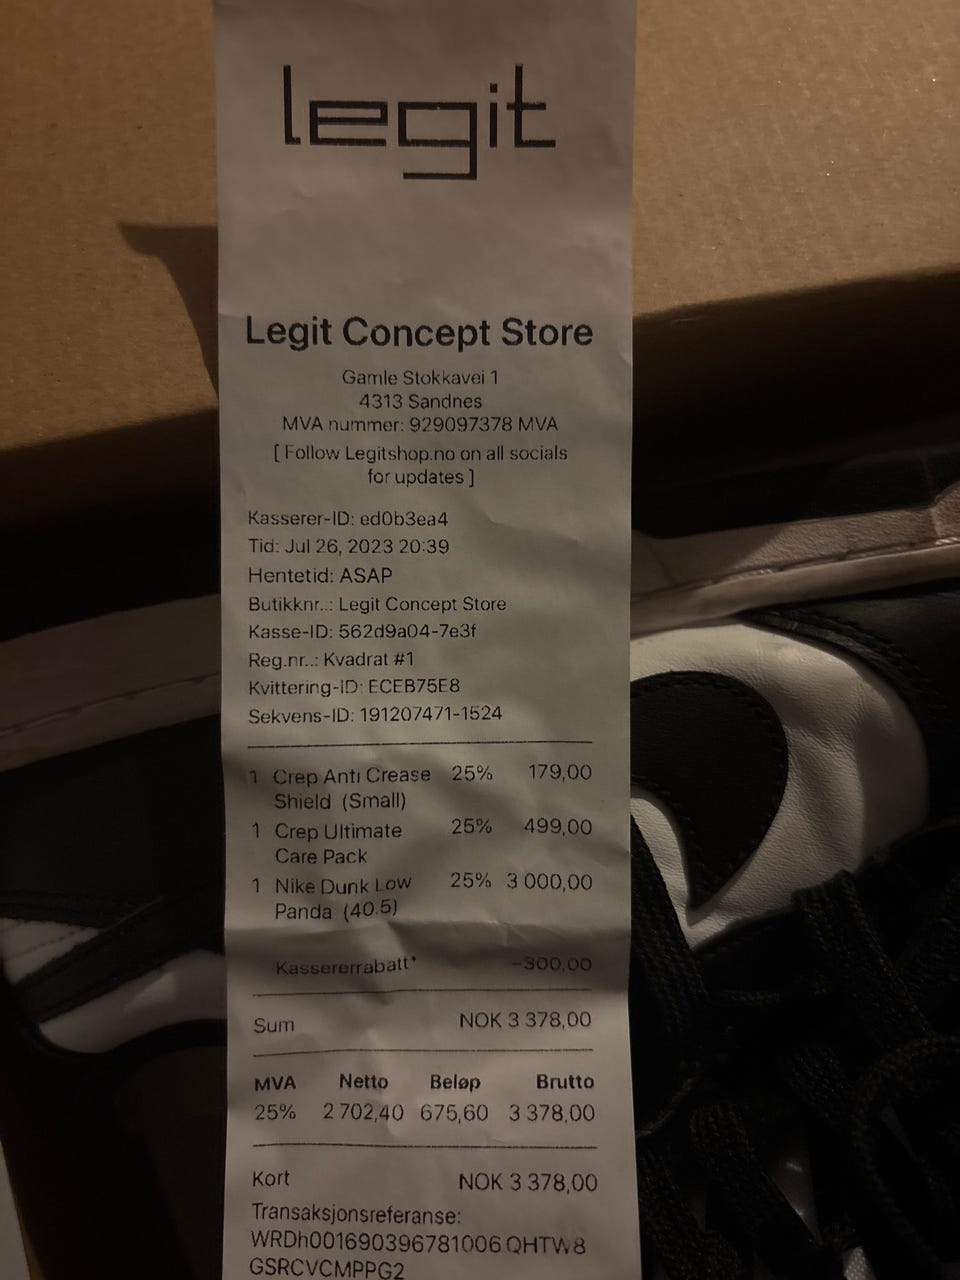 legit
Legit Concept Store
Gamle Stokkavei 1
4313 Sandnes
MVA nummer: 929097378 MVA
[ Follow Legitshop.no on all socials
for updates ]
Kasserer-ID: ed0b3ea4
Tid: Jul 26, 2023 20:39
Hentetid: ASAP
Butikknr..: Legit Concept Store
Kasse-ID: 562d9a04-7e3f
Reg.nr..: Kvadrat #1
Kvittering-ID: ECEB75E8
Sekvens-ID: 191207471-1524
1 Crep Anti Crease 25% 179,00
Shield (Small)
1 Crep Ultimate 25% 499,00
Care Pack
1 Nike Dunk Low 25% 3 000,00
Panda (40.5)
Kassererrabatt* -300,00
Sum NOK 3 378,00
MVA Netto Beløp Brutto
25% 2 702,40 675,60 3 378,00
Kort NOK 3 378,00
Transaksjonsreferanse:
WRDh001690396781006QHTW8
GSRCVCMPPG2